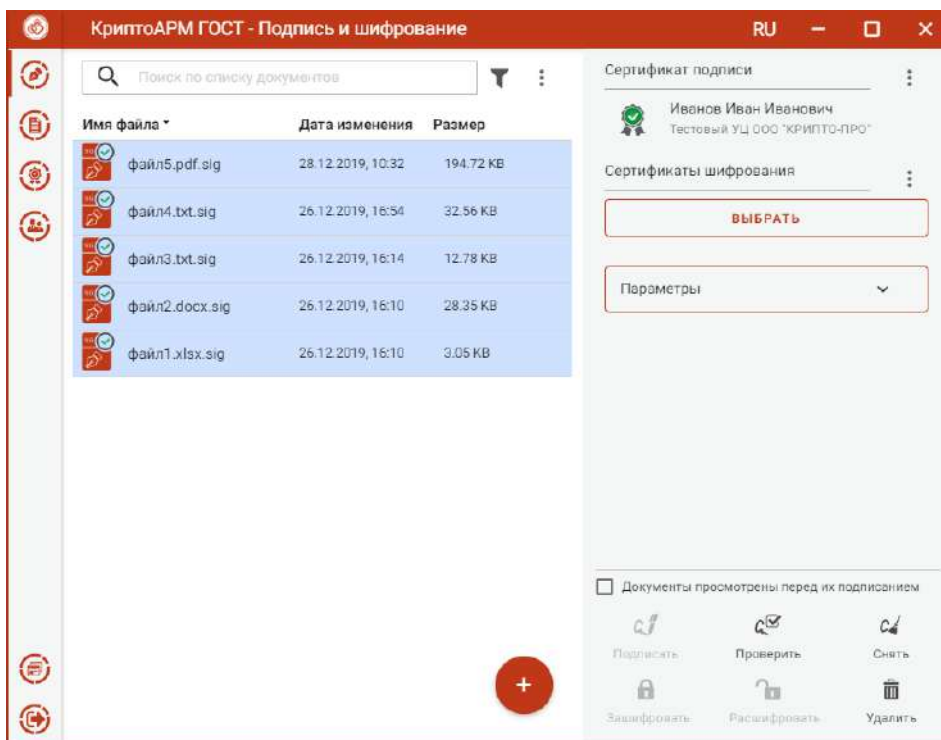 КриптоАРМ ГОСТ - Подпись и шифрование RU
Поиск по списку документов
Имя файла Дата изменения Размер
файл5.pdf.sig 28.12.2019, 10:32 194.72 KB
файл4.txt.sig 26.12.2019, 16:54 32.56 KB
файл3.txt.sig 26.12.2019, 16:14 12.78 KB
файл2.docx.sig 26.12.2019, 16:10 28.35 KB
файл1.xlsx.sig 26.12.2019, 16:10 3.05 KB
Сертификат подписи
Иванов Иван Иванович
Тестовый УЦ ООО "КРИПТО-ПРО"
Сертификаты шифрования
ВЫБРАТЬ
Параметры
Документы просмотрены перед их подписанием
Подписать Проверить Снять
Зашифровать Расшифровать Удалить